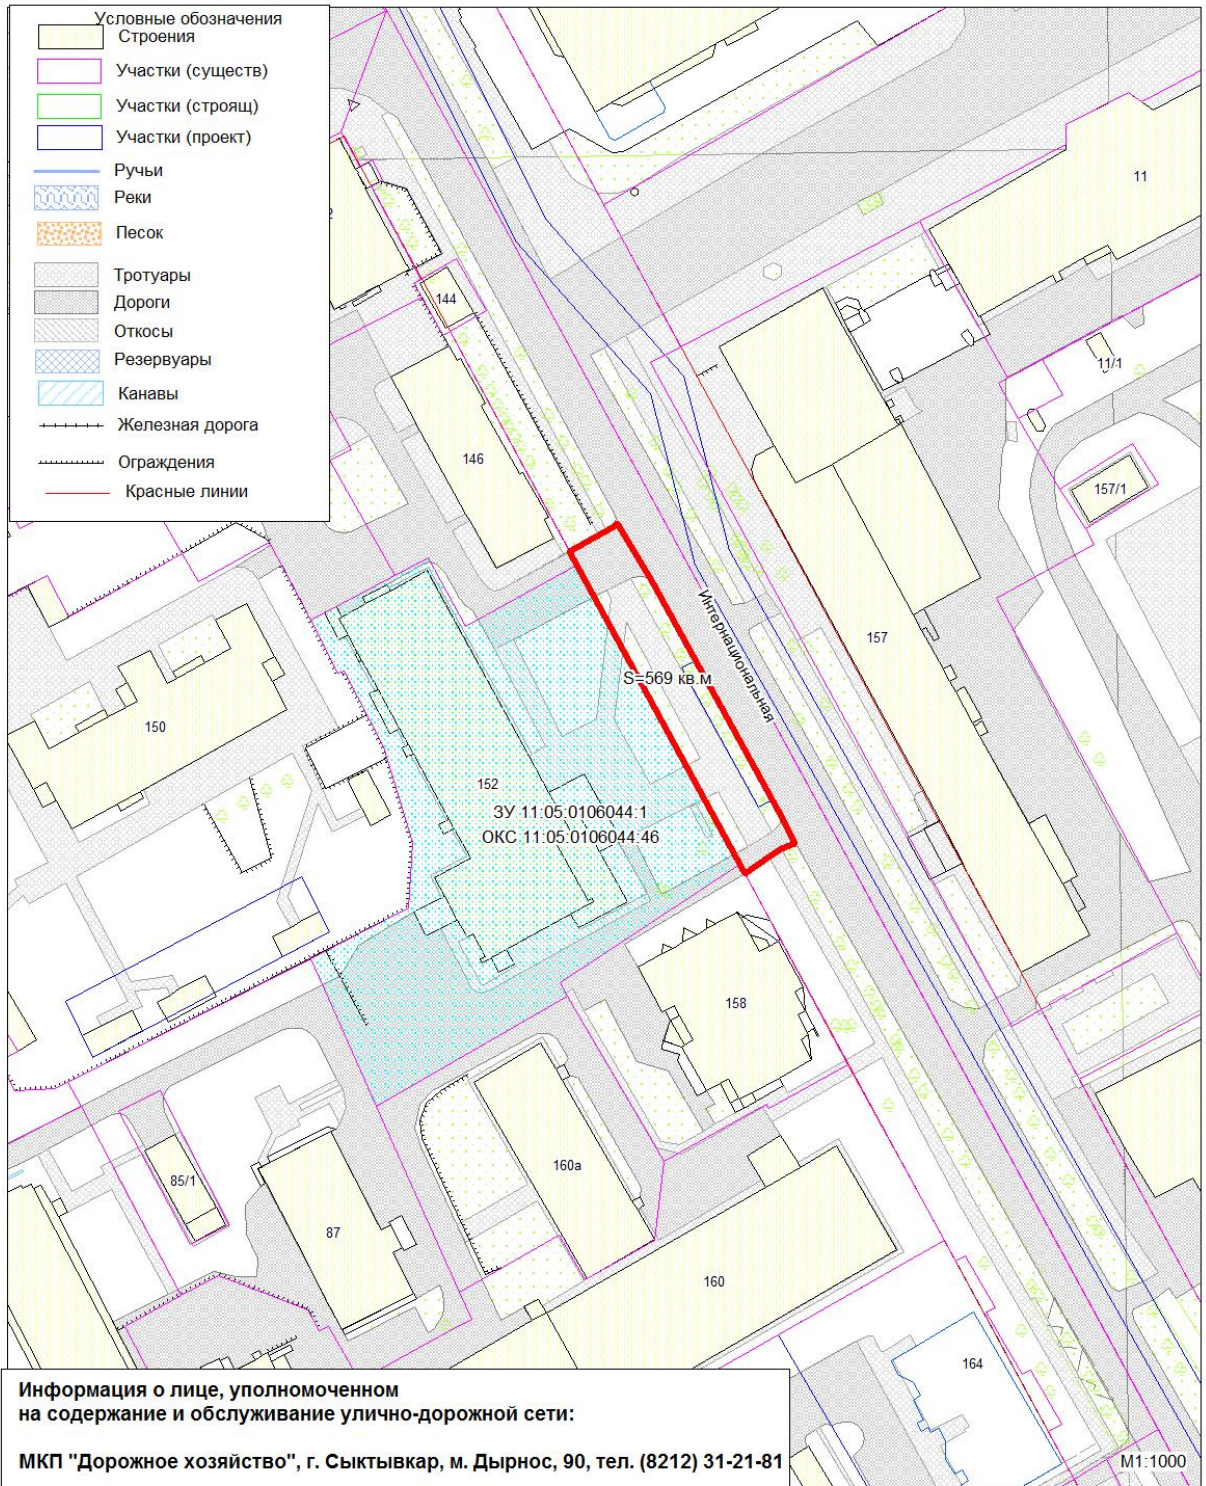 Условные обозначения
Строения
Участки (существ)
Участки (строящ)
Участки (проект)
Ручьи
Реки
Песок
Тротуары
Дороги
Откосы
Резервуары
Канавы
Железная дорога
Ограждения
Красные линии
11
2
144
11/1
146
157/1
Интернациональная
157
S=569 кв.м
150
152
ЗУ 11:05:0106044:1
ОКС 11:05:0106044:46
158
160а
85/1
87
160
164
Информация о лице, уполномоченном
на содержание и обслуживание улично-дорожной сети:
МКП "Дорожное хозяйство", г. Сыктывкар, м. Дырнос, 90, тел. (8212) 31-21-81
М1:1000